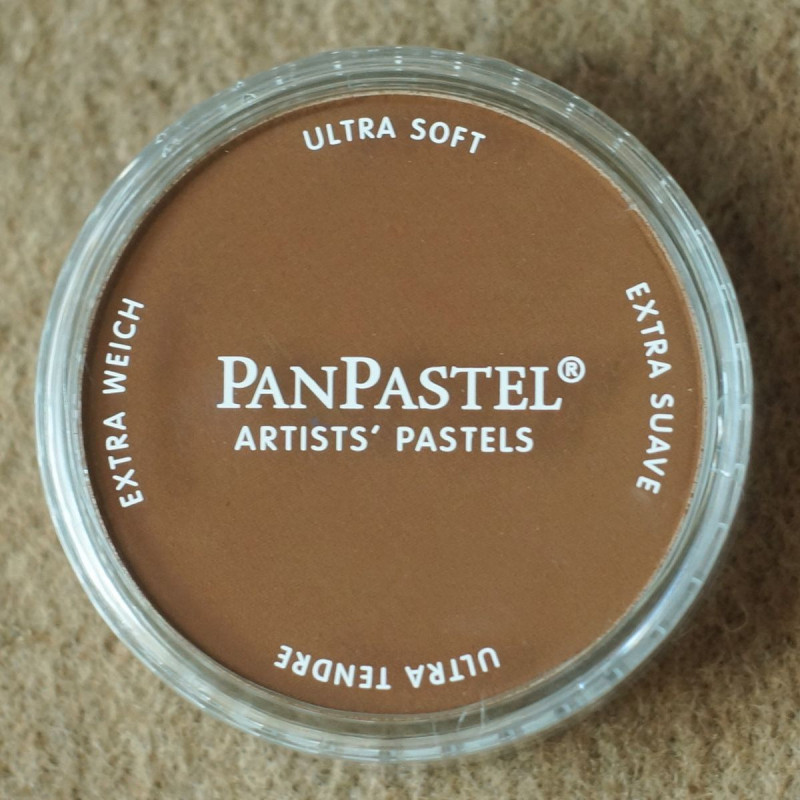 ULTRA SOFT
EXTRA WEICH
EXTRA SUAVE
PANPASTEL®
ARTISTS' PASTELS
ULTRA TENDRE